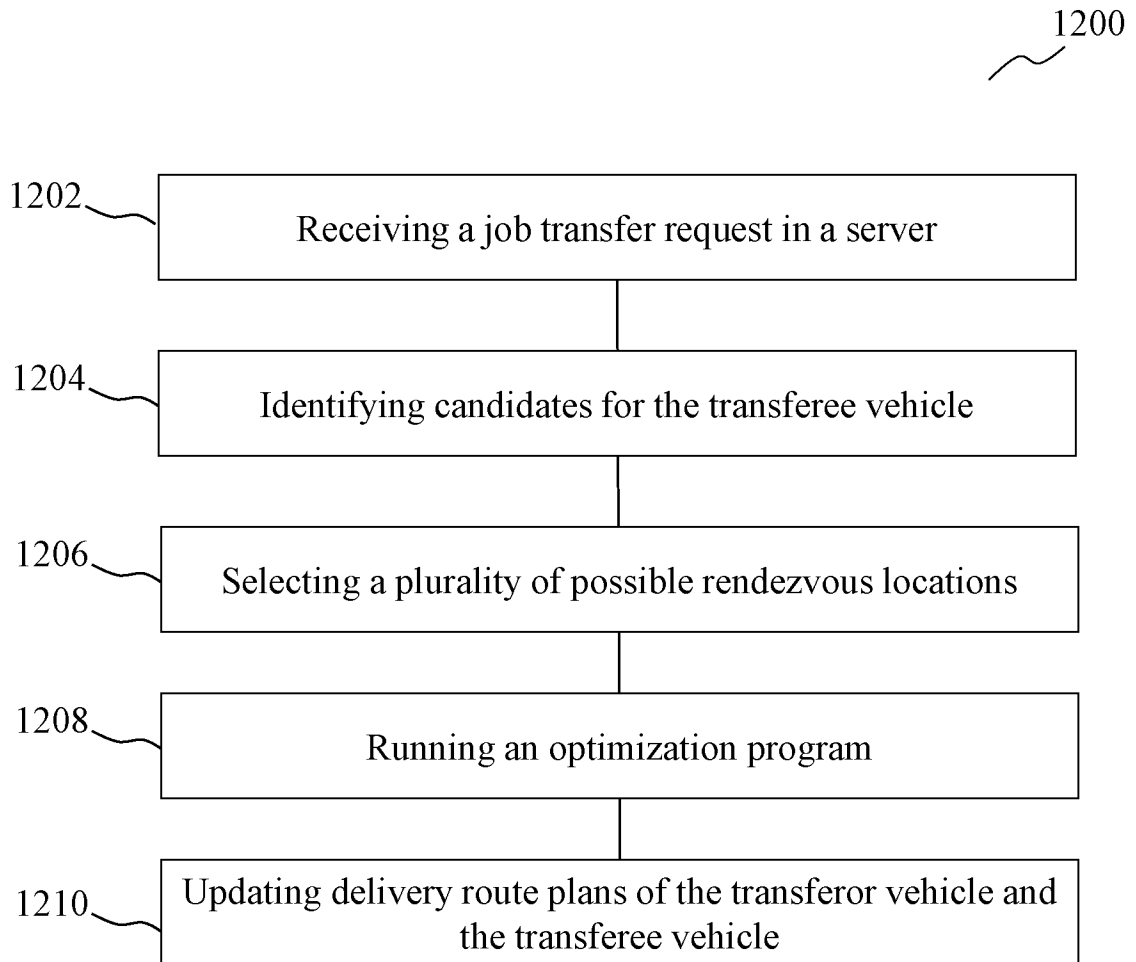 1200
1202
Receiving a job transfer request in a server
1204
Identifying candidates for the transferee vehicle
1206
Selecting a plurality of possible rendezvous locations
1208
Running an optimization program
1210
Updating delivery route plans of the transferor vehicle and
the transferee vehicle